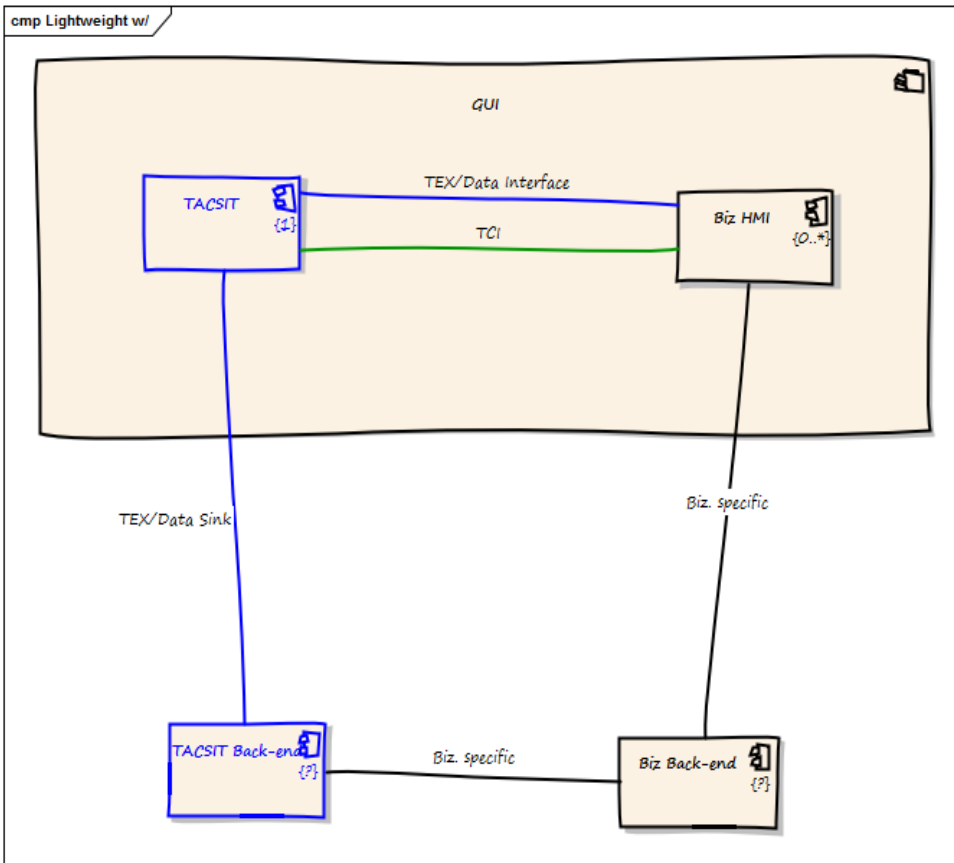 cmp Lightweight w/
GUI
TEX/Data Interface
TACSIT
{1}
Biz HMI
{0..*}
TCI
Biz. specific
TEX/Data Sink
TACSIT Back-end
{?}
Biz. specific
Biz Back-end
{?}